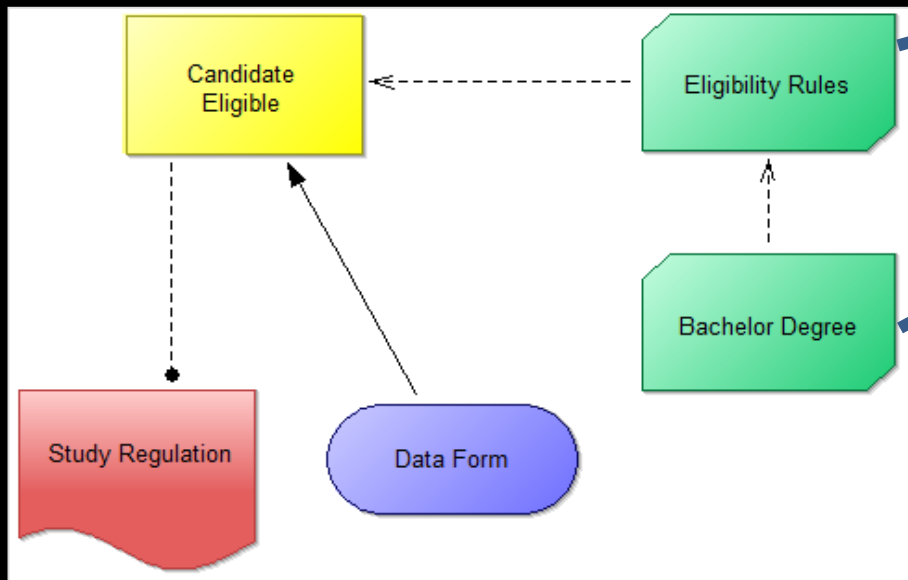 Candidate
Eligible
Eligibility Rules
Bachelor Degree
Study Regulation
Data Form